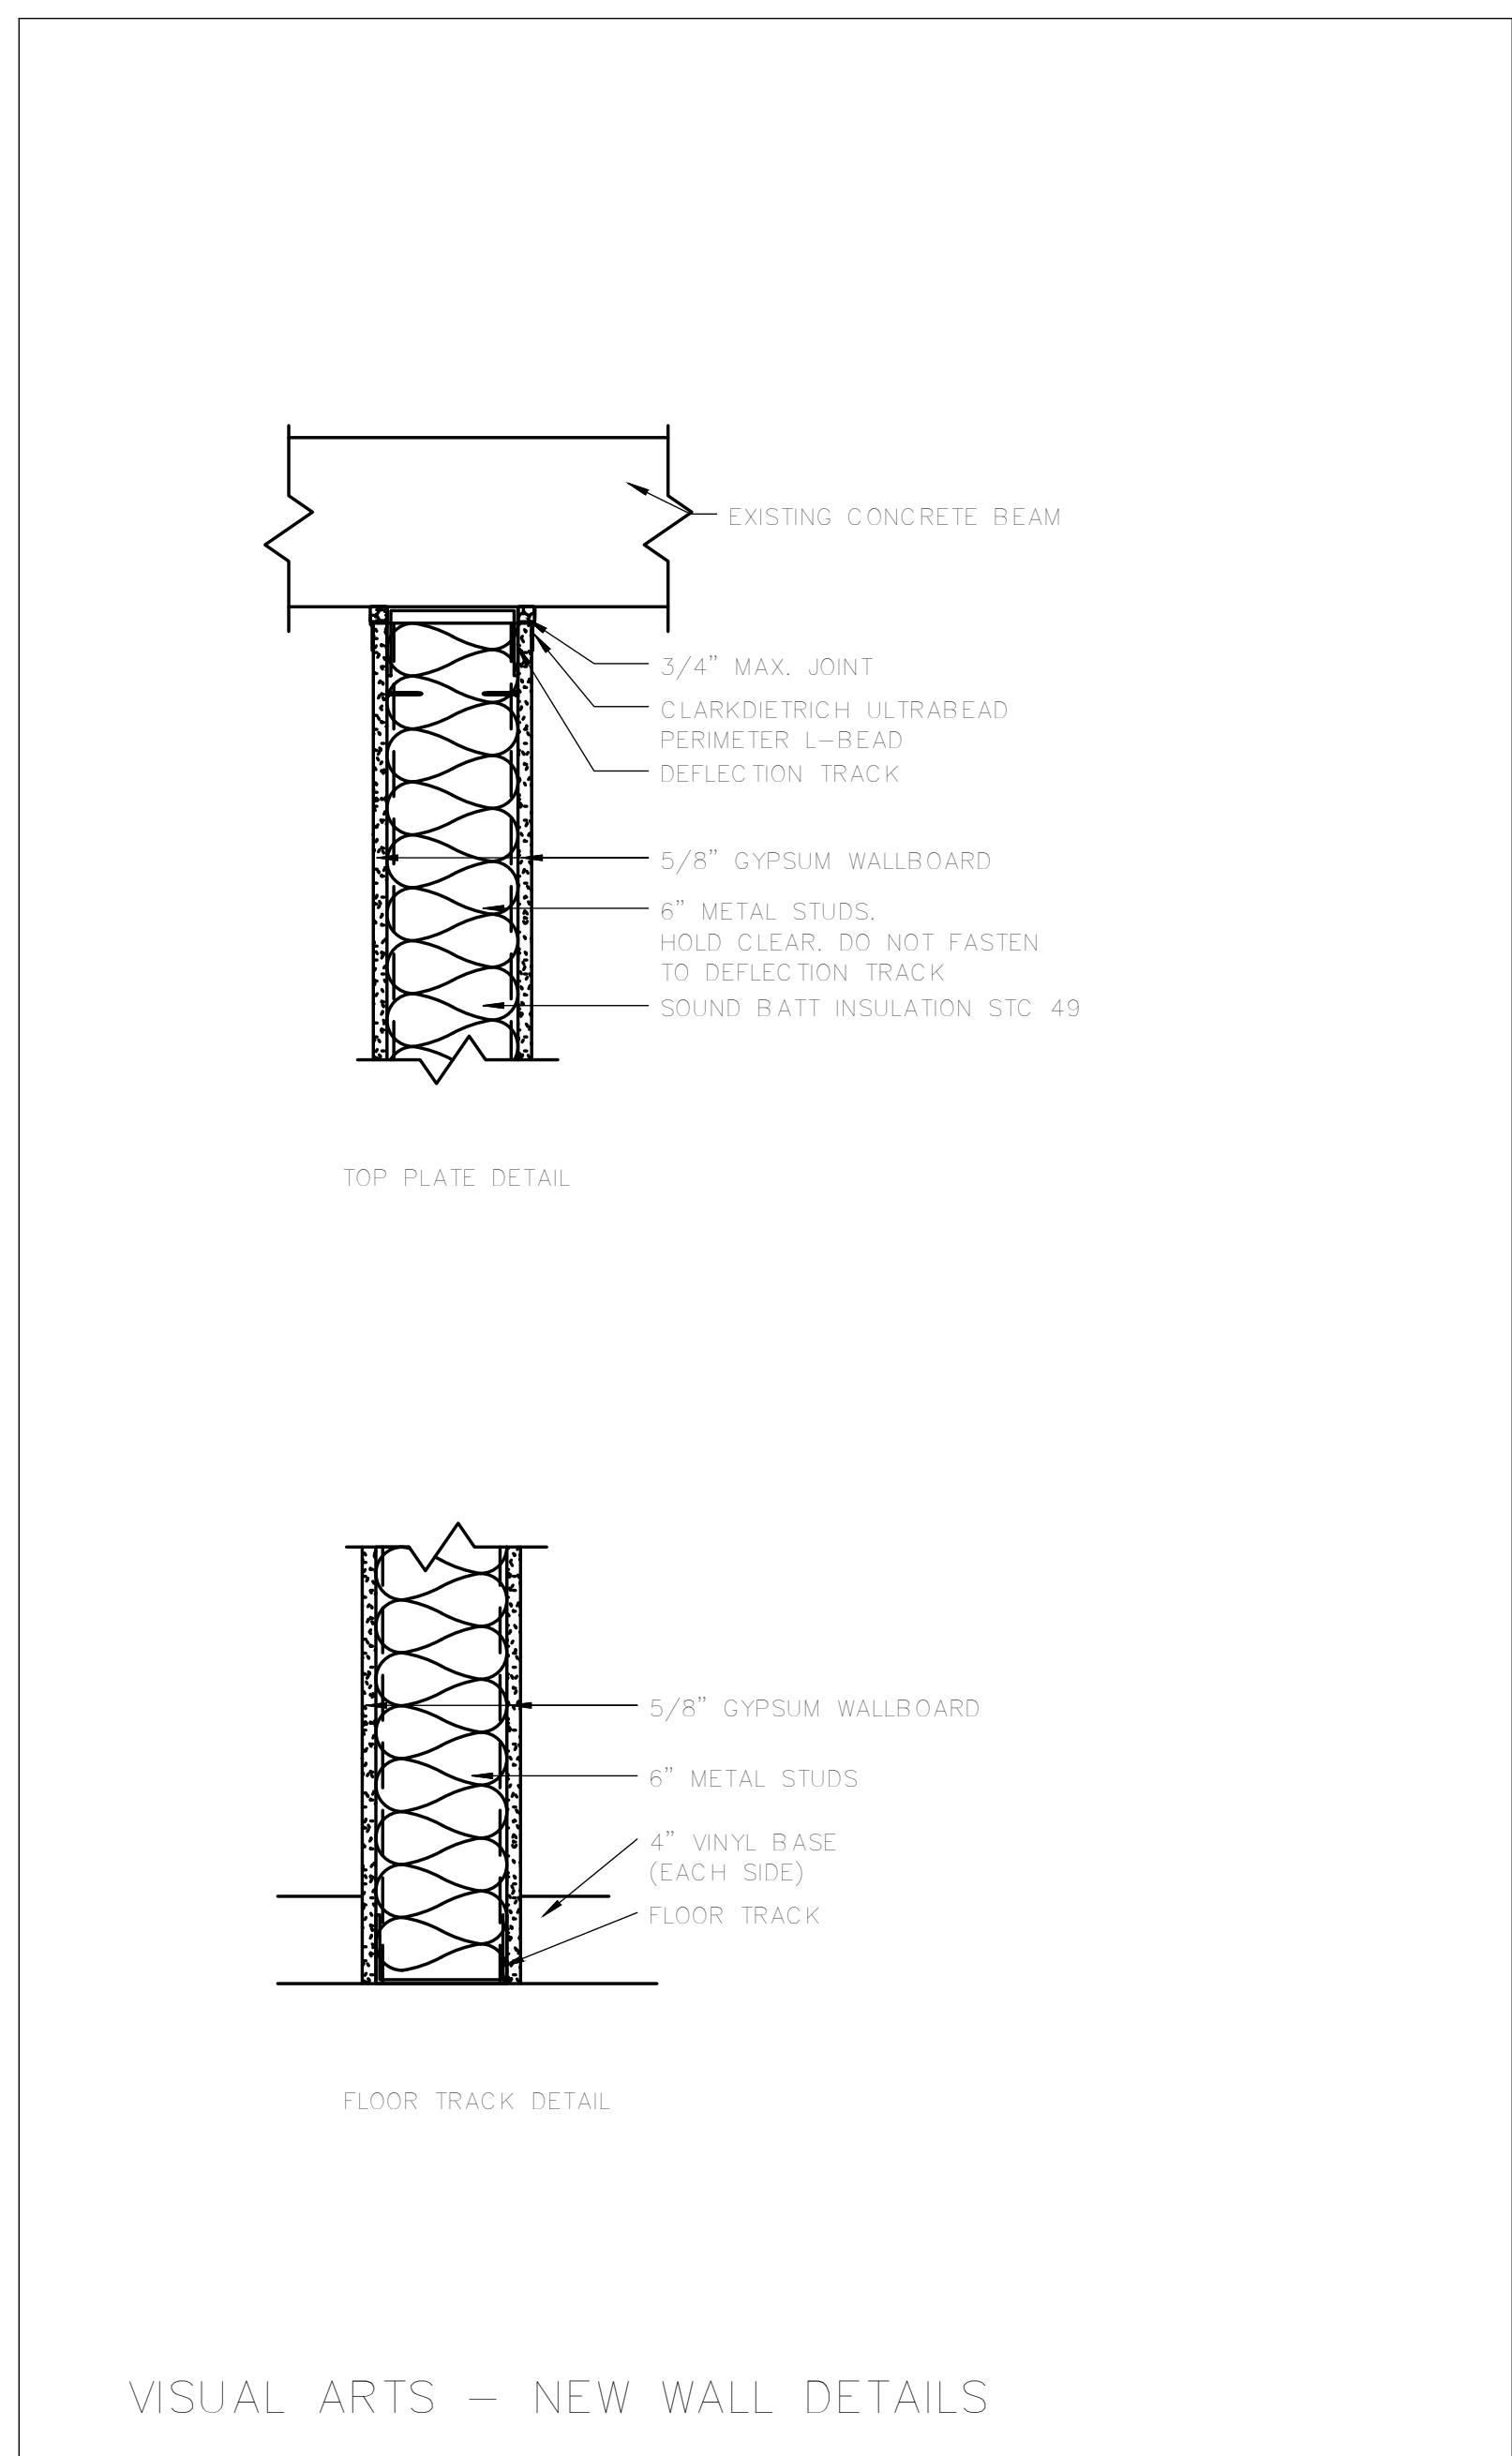 EXISTING CONCRETE BEAM
3/4" MAX. JOINT
CLARKDIETRICH ULTRABEAD
PERIMETER L-BEAD
DEFLECTION TRACK
5/8" GYPSUM WALLBOARD
6" METAL STUDS.
HOLD CLEAR. DO NOT FASTEN
TO DEFLECTION TRACK
SOUND BATT INSULATION STC 49
TOP PLATE DETAIL
5/8" GYPSUM WALLBOARD
6" METAL STUDS
4" VINYL BASE
(EACH SIDE)
FLOOR TRACK
FLOOR TRACK DETAIL
VISUAL ARTS - NEW WALL DETAILS